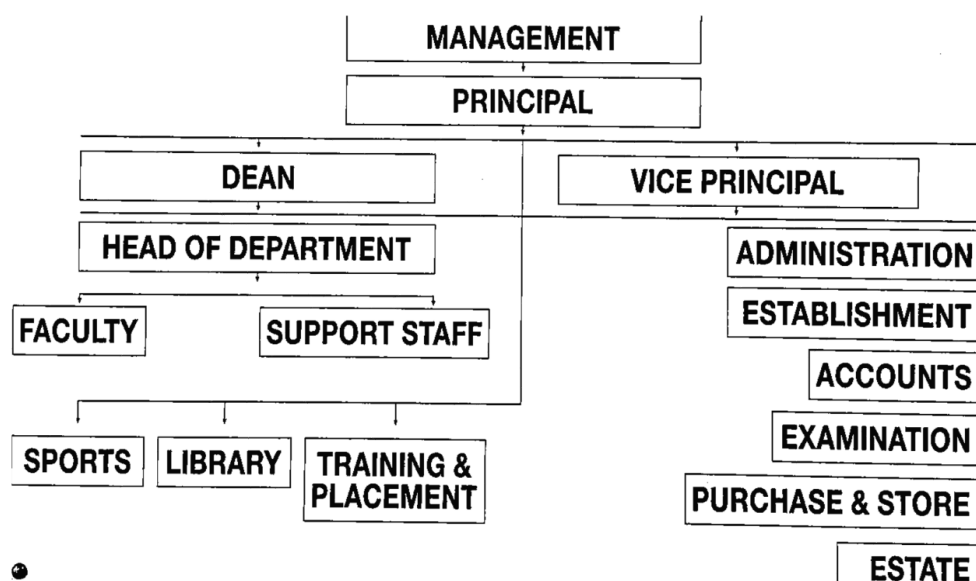 MANAGEMENT
PRINCIPAL
DEAN
VICE PRINCIPAL
HEAD OF DEPARTMENT
ADMINISTRATION
FACULTY
SUPPORT STAFF
ESTABLISHMENT
ACCOUNTS
SPORTS
LIBRARY
TRAINING &
PLACEMENT
EXAMINATION
PURCHASE & STORE
ESTATE